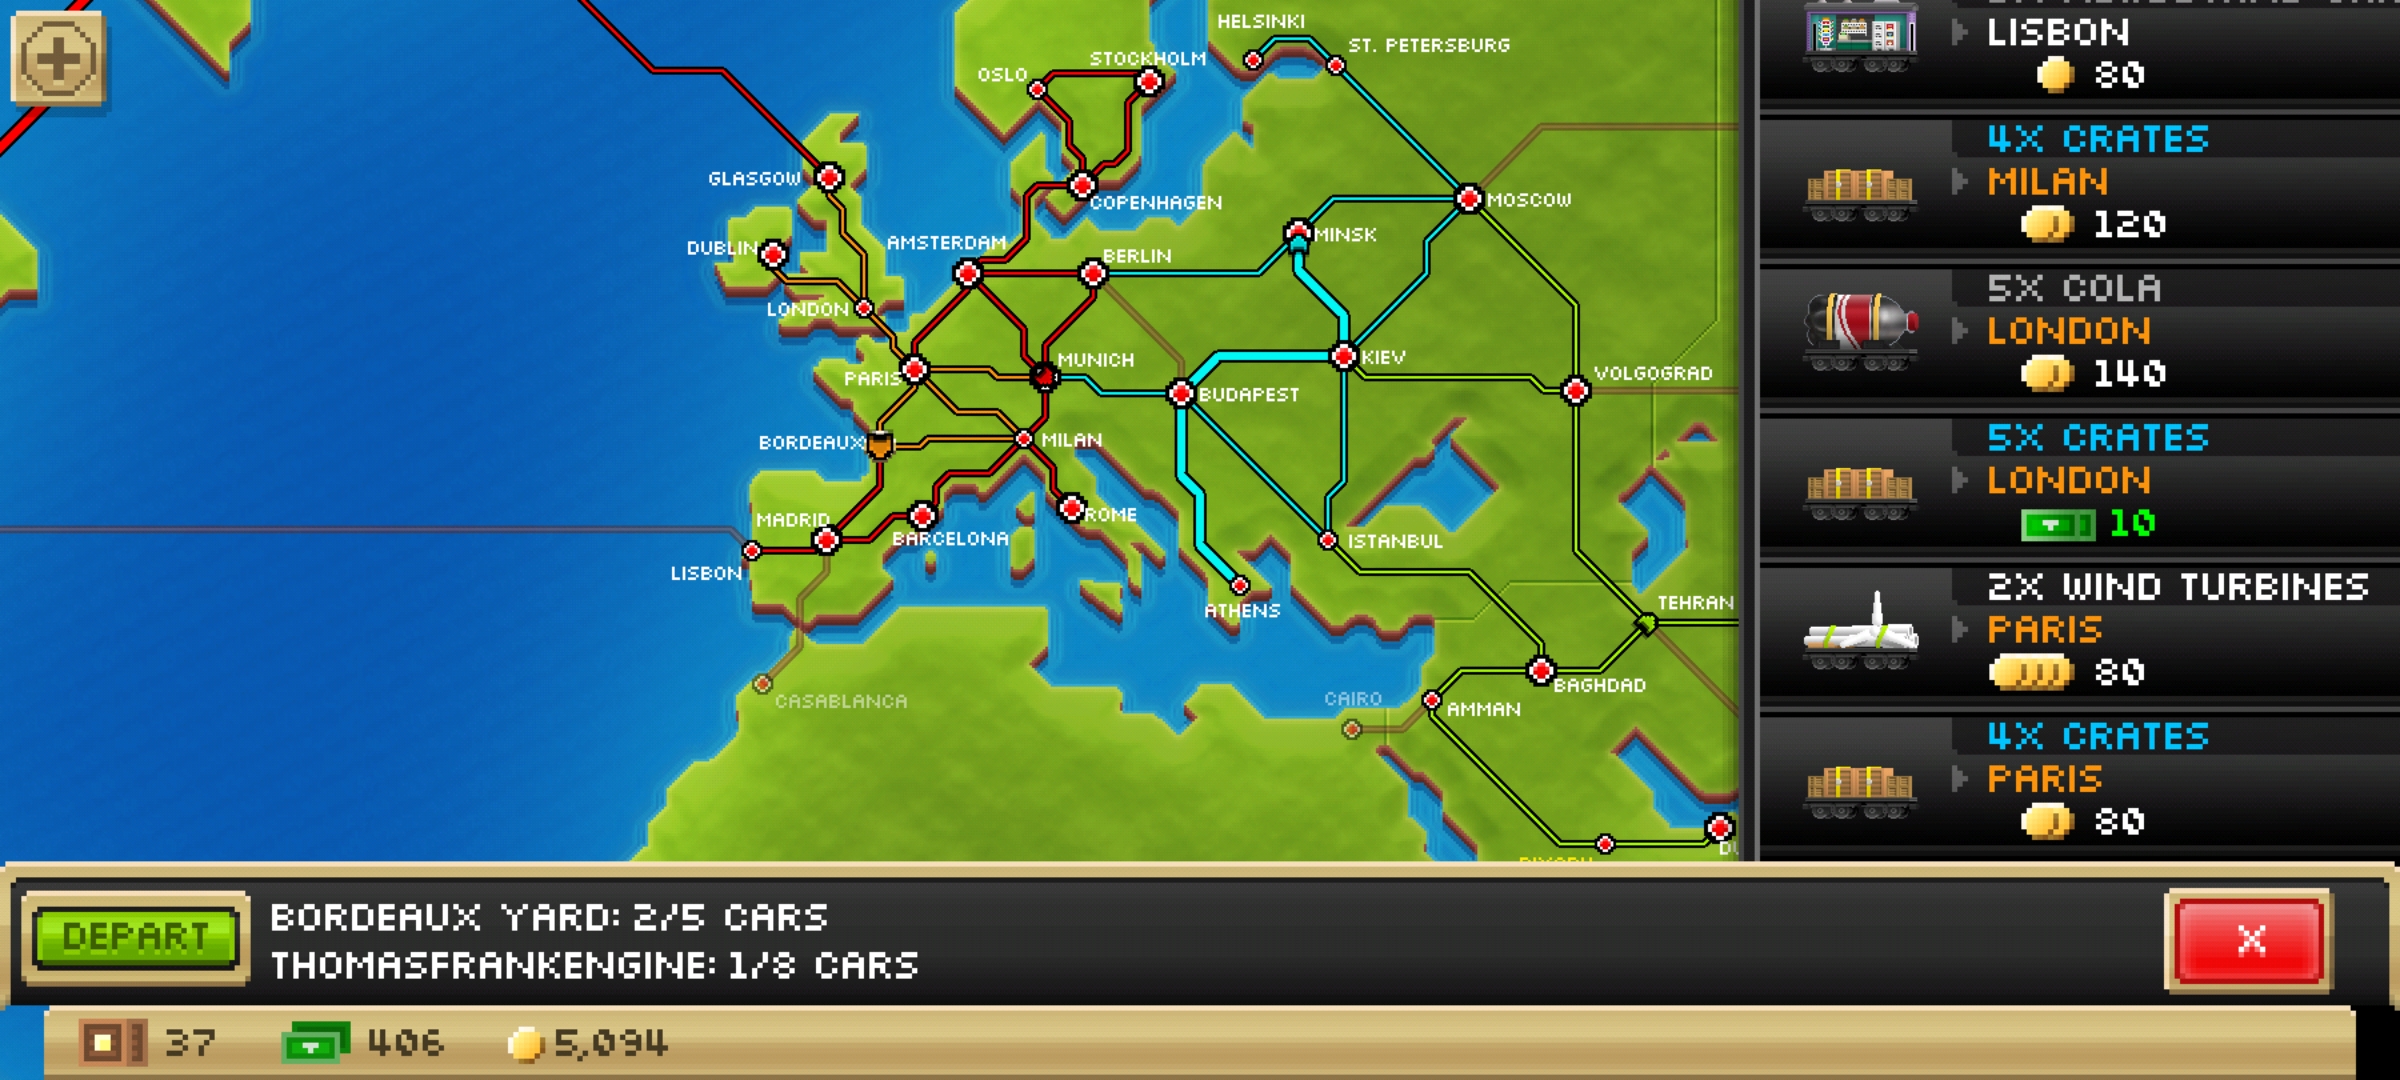 HELSINKI
ST. PETERSBURG
STOCKHOLM
OSLO
GLASGOW
COPENHAGEN
MOSCOW
MINSK
DUBLIN
AMSTERDAM
BERLIN
LONDON
MUNICH
KIEV
VOLGOGRAD
PARIS
BUDAPEST
BORDEAUX
MILAN
MADRID
ROME
BARCELONA
ISTANBUL
LISBON
ATHENS
TEHRAN
BAGHDAD
CASABLANCA
CAIRO
AMMAN
LISBON
80
4X CRATES
MILAN
120
5X COLA
LONDON
140
5X CRATES
LONDON
10
2X WIND TURBINES
PARIS
80
4X CRATES
PARIS
80
DEPART
BORDEAUX YARD: 2/5 CARS
THOMASFRANKENGINE: 1/8 CARS
X
37
406
5,094